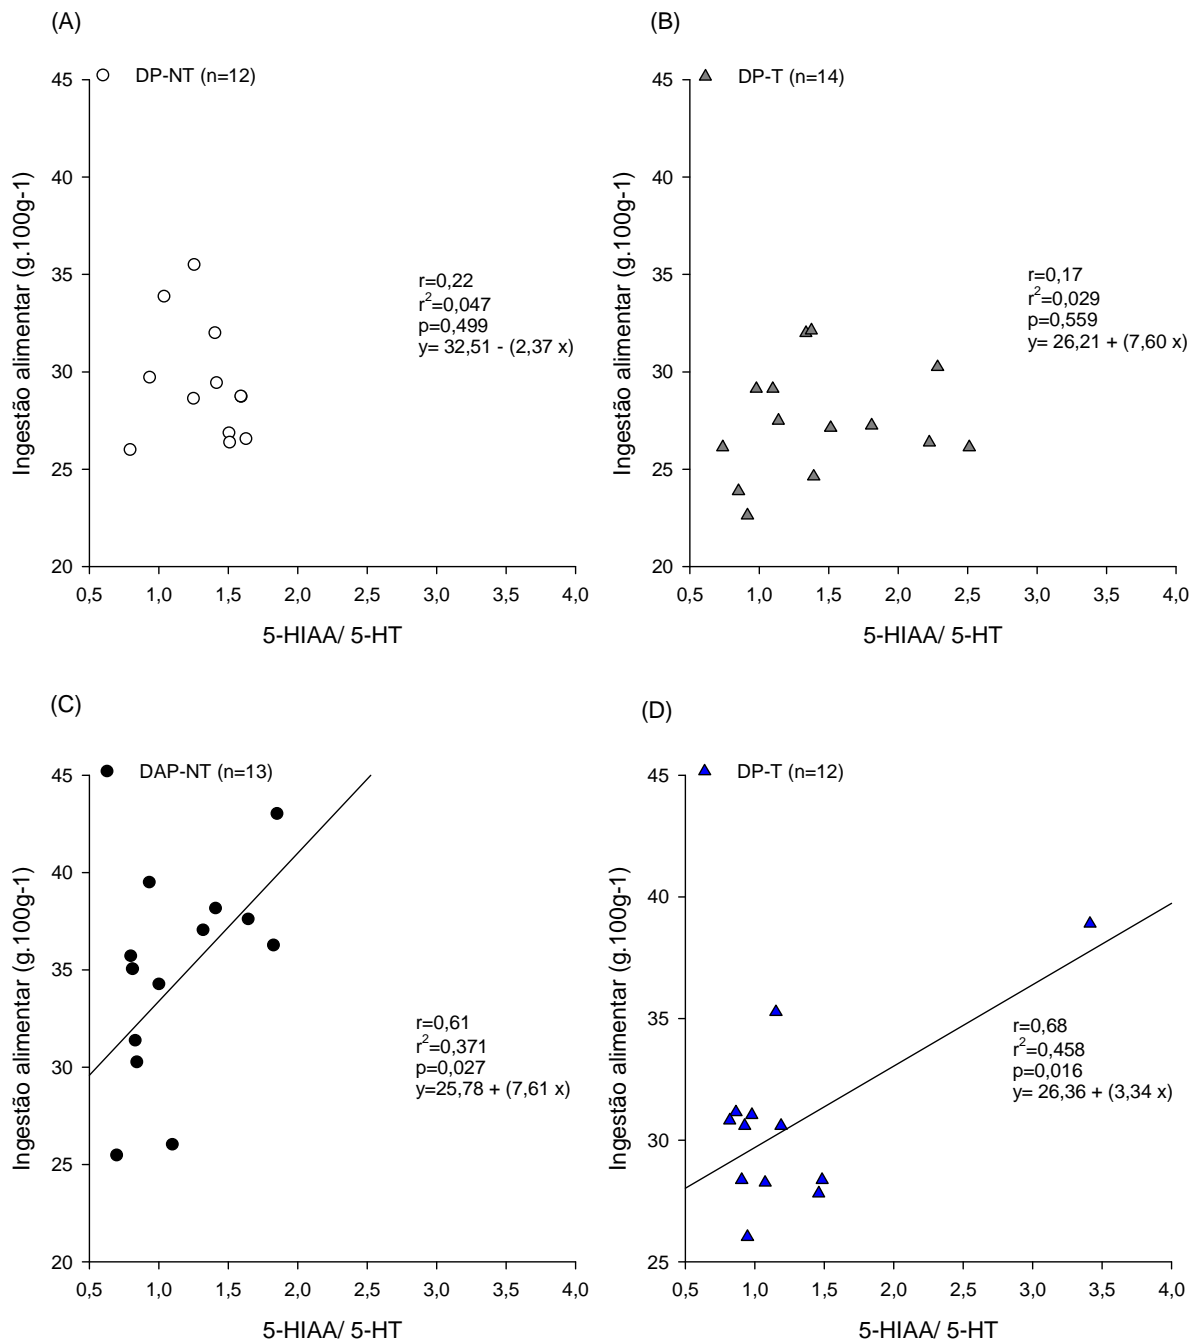 (A)
DP-NT (n=12)
45
40
35
30
25
20
Ingestão alimentar (g.100g-1)
r=0,22
r²=0,047
p=0,499
y= 32,51 - (2,37 x)
0,5 1,0 1,5 2,0 2,5 3,0 3,5 4,0
5-HIAA/ 5-HT
(B)
DP-T (n=14)
45
40
35
30
25
20
Ingestão alimentar (g.100g-1)
r=0,17
r²=0,029
p=0,559
y= 26,21 + (7,60 x)
0,5 1,0 1,5 2,0 2,5 3,0 3,5 4,0
5-HIAA/ 5-HT
(C)
DAP-NT (n=13)
45
40
35
30
25
20
Ingestão alimentar (g.100g-1)
r=0,61
r²=0,371
p=0,027
y=25,78 + (7,61 x)
0,5 1,0 1,5 2,0 2,5 3,0 3,5 4,0
5-HIAA/ 5-HT
(D)
DP-T (n=12)
45
40
35
30
25
Ingestão alimentar (g.100g-1)
r=0,68
r²=0,458
p=0,016
y= 26,36 + (3,34 x)
0,5 1,0 1,5 2,0 2,5 3,0 3,5 4,0
5-HIAA/ 5-HT